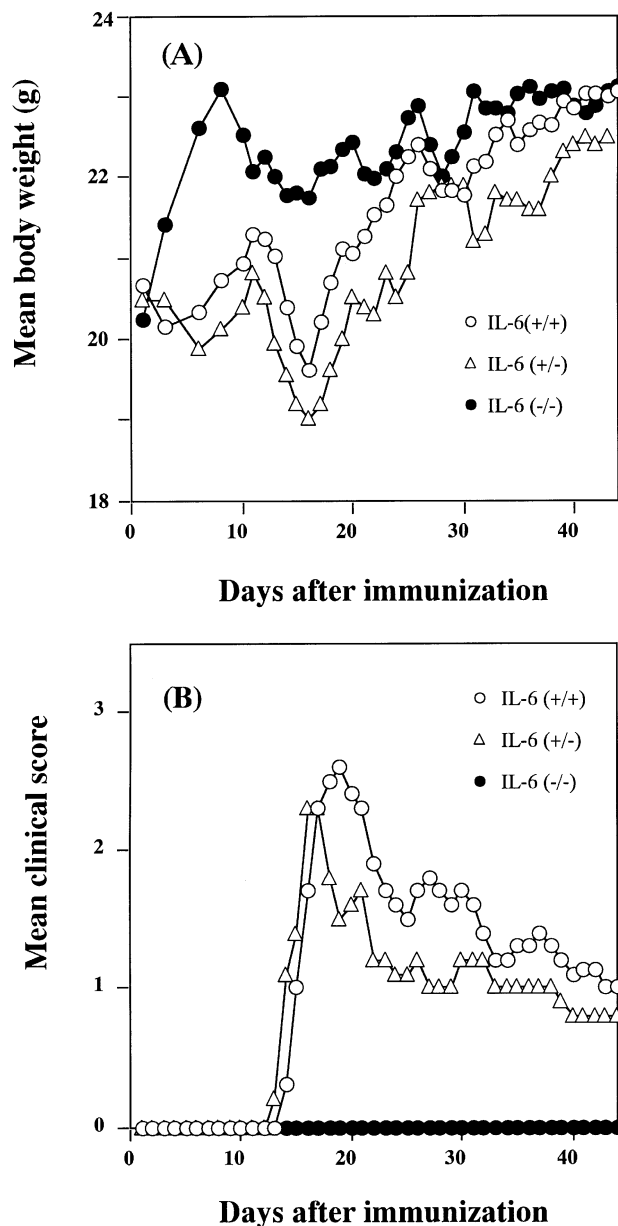 24
(A)
22
20
18
Mean body weight (g)
IL-6(+/+)
IL-6 (+/-)
IL-6 (-/-)
0 10 20 30 40
Days after immunization
3
(B)
2
1
0
Mean clinical score
IL-6 (+/+)
IL-6 (+/-)
IL-6 (-/-)
0 10 20 30 40
Days after immunization